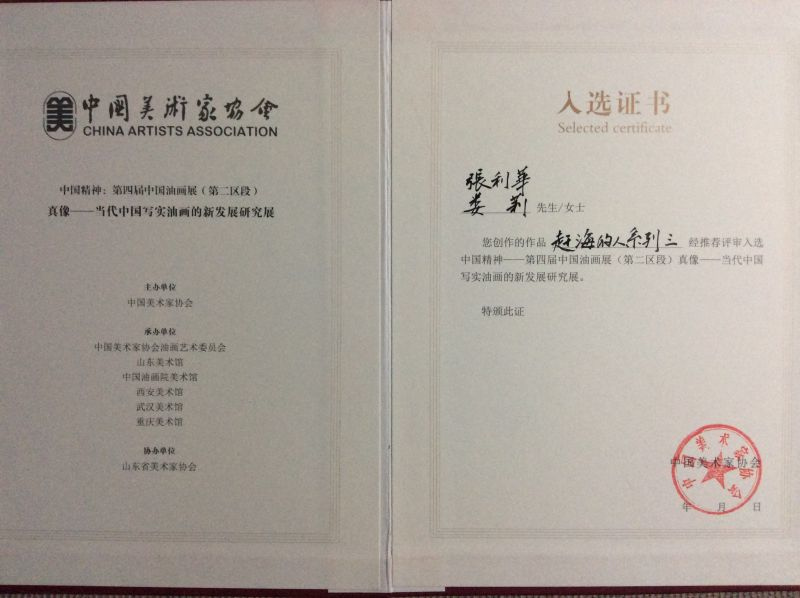 美
中国美術家協會
CHINA ARTISTS ASSOCIATION
中国精神：第四届中国油画展（第二区段）
真像——当代中国写实油画的新发展研究展
主办单位
中国美术家协会
承办单位
中国美术家协会油画艺术委员会
山东美术馆
中国油画院美术馆
西安美术馆
武汉美术馆
重庆美术馆
协办单位
山东省美术家协会
入选证书
Selected certificate
張利華
娄莉 先生/女士
您创作的作品 赶海的人系列三 经推荐评审入选
中国精神——第四届中国油画展（第二区段）真像——当代中国
写实油画的新发展研究展。
特颁此证
中国美术家协会
中国美术家协会
年 月 日